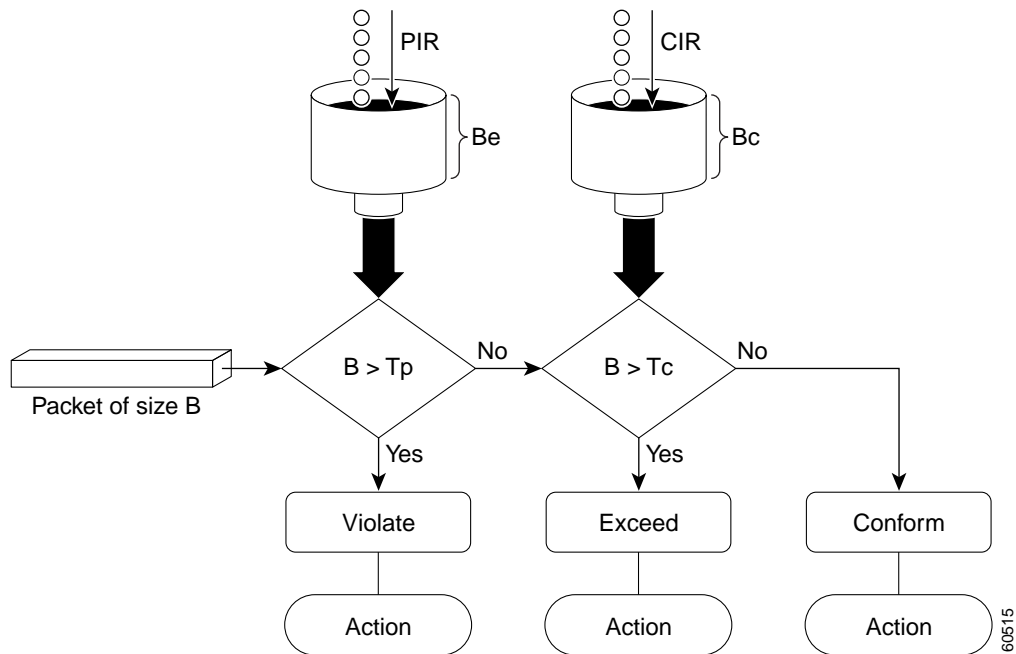 PIR
CIR
Be
Bc
B > Tp
No
B > Tc
No
Packet of size B
Yes
Yes
Violate
Exceed
Conform
Action
Action
Action
60515